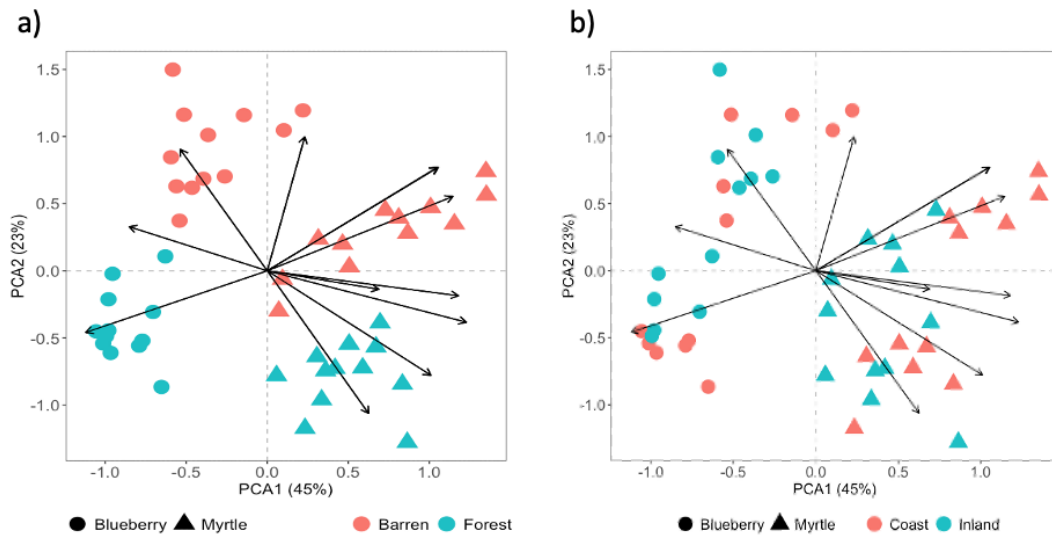 a)
1.5
1.0
0.5
0.0
-0.5
-1.0
PCA2 (23%)
-1.0 -0.5 0.0 0.5 1.0
PCA1 (45%)
Blueberry Myrtle Barren Forest
b)
1.5
1.0
0.5
0.0
-0.5
-1.0
PCA2 (23%)
-1.0 -0.5 0.0 0.5 1.0
PCA1 (45%)
Blueberry Myrtle Coast Inland